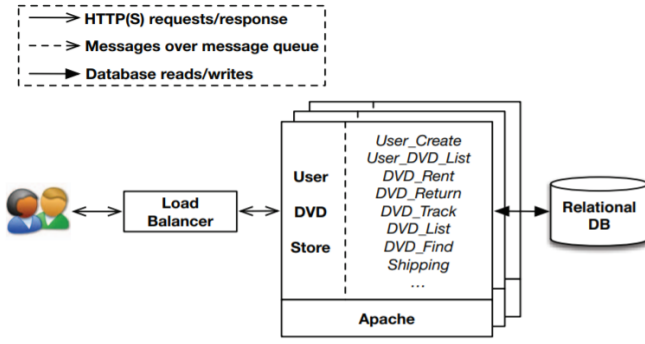 HTTP(S) requests/response
Messages over message queue
Database reads/writes
Load
Balancer
User
DVD
Store
User_Create
User_DVD_List
DVD_Rent
DVD_Return
DVD_Track
DVD_List
DVD_Find
Shipping
...
Apache
Relational
DB